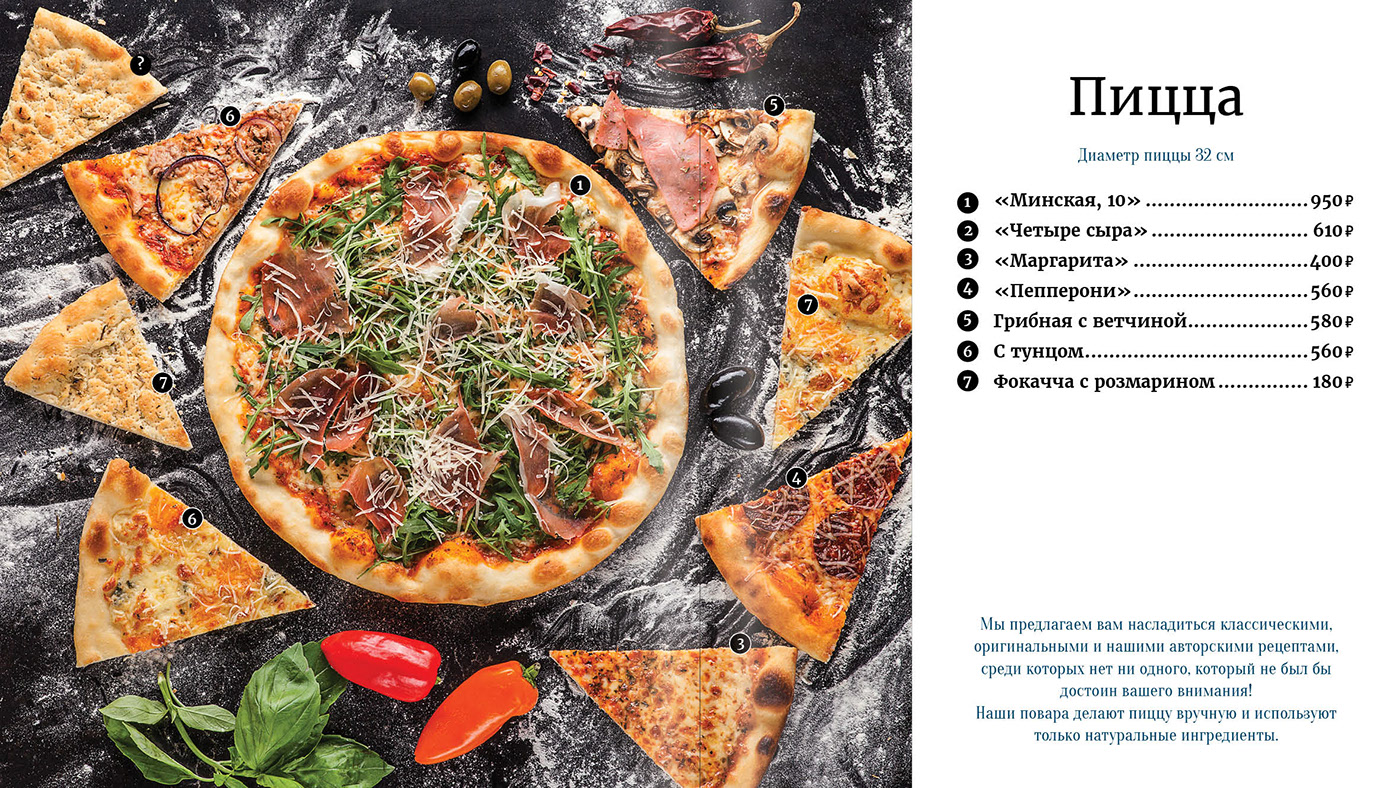 ?
6
1
5
7
7
6
4
3
Пицца
Диаметр пиццы 32 см
1 «Минская, 10» ............................ 950 ₽
2 «Четыре сыра» ........................... 610 ₽
3 «Маргарита» .............................. 400 ₽
4 «Пепперони» .............................. 560 ₽
5 Грибная с ветчиной..................... 580 ₽
6 С тунцом....................................... 560 ₽
7 Фокачча с розмарином ............... 180 ₽
Мы предлагаем вам насладиться классическими,
оригинальными и нашими авторскими рецептами,
среди которых нет ни одного, который не был бы
достоин вашего внимания!
Наши повара делают пиццу вручную и используют
только натуральные ингредиенты.